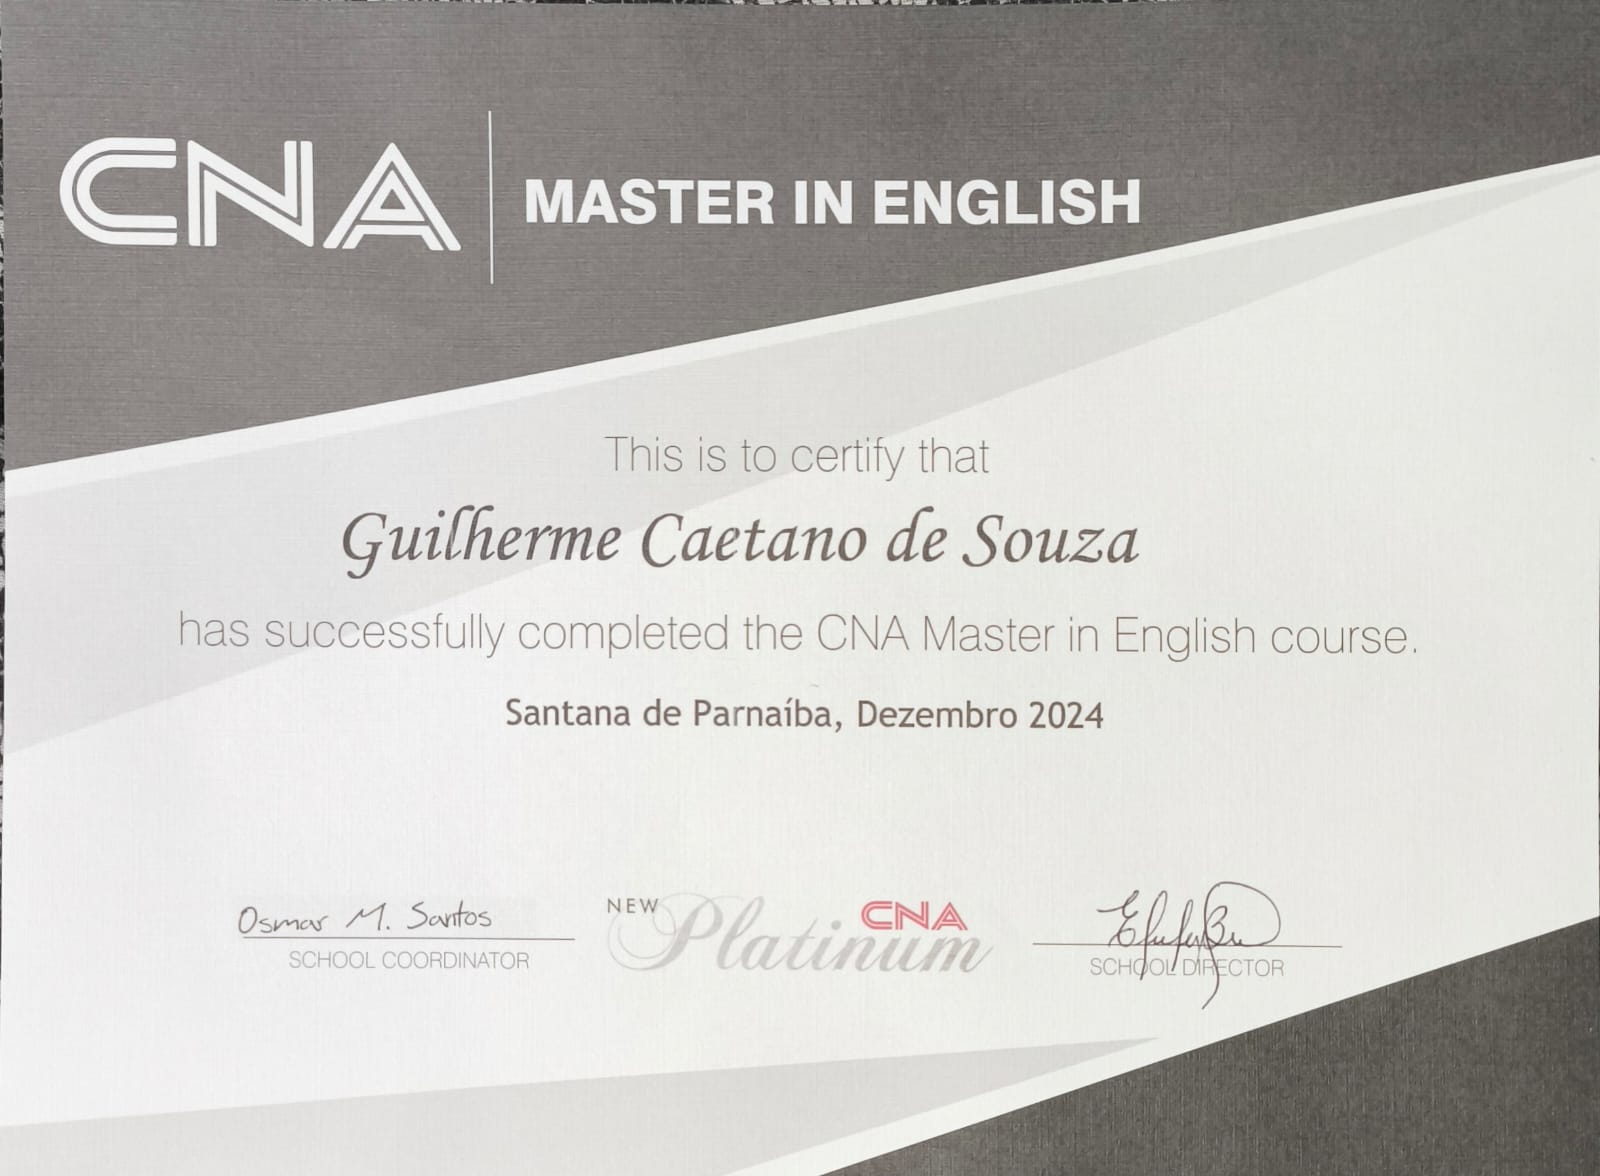 CNA MASTER IN ENGLISH
This is to certify that
Guilherme Caetano de Souza
has successfully completed the CNA Master in English course.
Santana de Parnaíba, Dezembro 2024
Osmar M. Santos
SCHOOL COORDINATOR
NEW CNA
Platinum
SCHOOL DIRECTOR